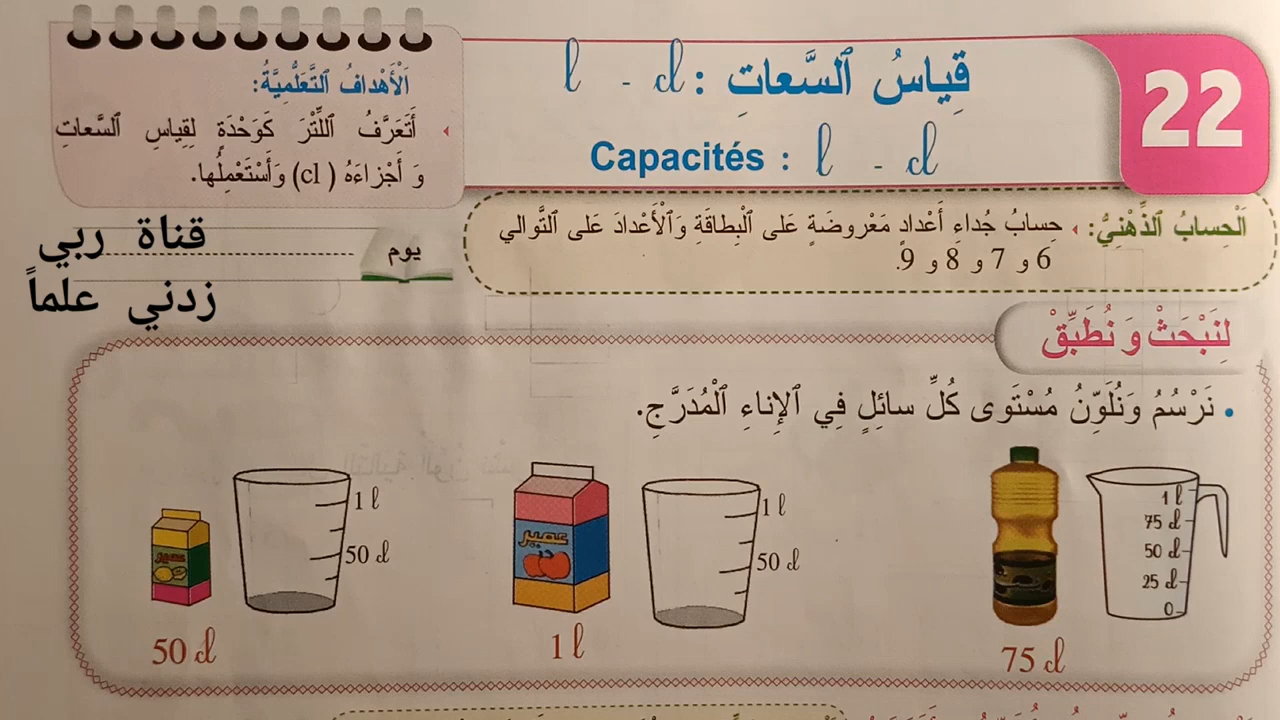 22
قِياسُ ٱلسَّعاتِ: l - cl
Capacités : l - cl
اَلْأَهْدافُ ٱلتَّعَلُّمِيَّةُ:
أَتَعَرَّفُ ٱللِّتْرَ كَوَحْدَةٍ لِقِياسِ ٱلسَّعاتِ
وَ أَجْزاءَهُ (cl) وَأَسْتَعْمِلُها.
اَلْحِسابُ ٱلذِّهْنِيُّ: حِسابُ جُداءِ أَعْدادٍ مَعْروضَةٍ عَلى ٱلْبِطاقَةِ وَٱلْأَعْدادَ عَلى ٱلتَّوالي
6 و 7 و 8 و 9.
يوم
قناة ربي
زدني علماً
لِنَبْحَثْ وَ نُطَبِّقْ
• نَرْسُمُ وَنُلَوِّنُ مُسْتَوى كُلِّ سائِلٍ فِي ٱلإِناءِ ٱلْمُدَرَّجِ.
1 l
75 cl
50 cl
25 cl
0
75 cl
عصير
1 l
50 cl
1 l
عصير
1 l
50 cl
50 cl